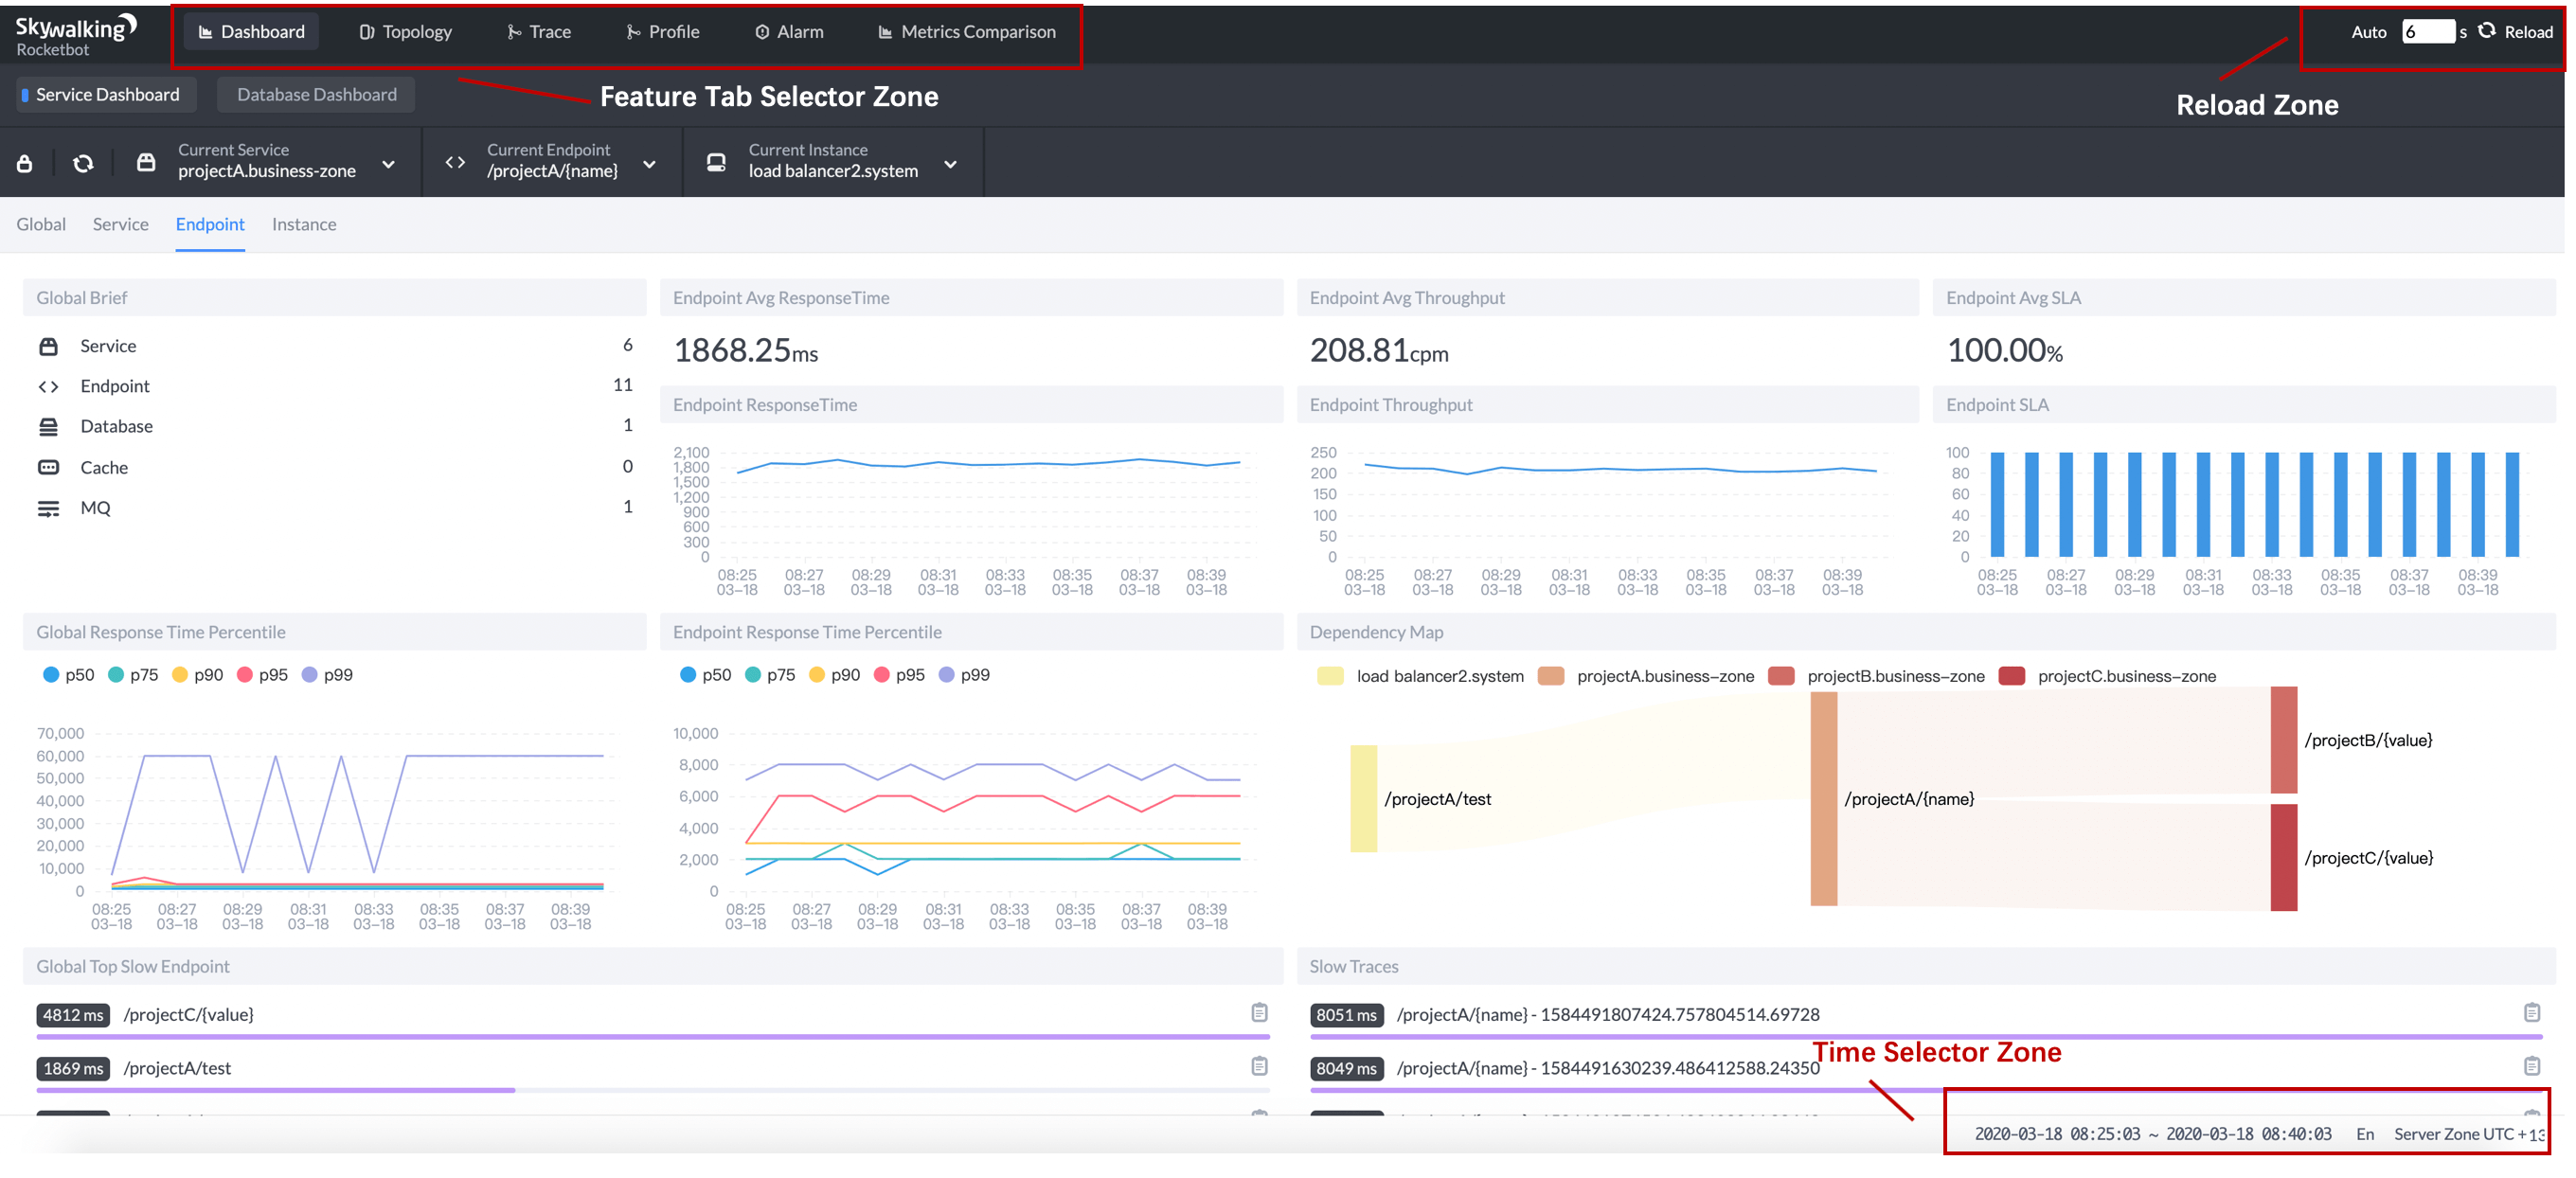 Skywalking
Rocketbot
Dashboard Topology Trace Profile Alarm Metrics Comparison
Auto 6 s Reload
Service Dashboard Database Dashboard
Feature Tab Selector Zone
Reload Zone
Current Service
projectA.business-zone
Current Endpoint
/projectA/{name}
Current Instance
load balancer2.system
Global Service Endpoint Instance
Global Brief
Service 6
Endpoint 11
Database 1
Cache 0
MQ 1
Endpoint Avg ResponseTime
1868.25ms
Endpoint Avg Throughput
208.81cpm
Endpoint Avg SLA
100.00%
Endpoint ResponseTime
2,100
1,800
1,500
1,200
900
600
300
0
08:25 08:27 08:29 08:31 08:33 08:35 08:37 08:39
03-18 03-18 03-18 03-18 03-18 03-18 03-18 03-18
Endpoint Throughput
250
200
150
100
50
0
08:25 08:27 08:29 08:31 08:33 08:35 08:37 08:39
03-18 03-18 03-18 03-18 03-18 03-18 03-18 03-18
Endpoint SLA
100
80
60
40
20
0
08:25 08:27 08:29 08:31 08:33 08:35 08:37 08:39
03-18 03-18 03-18 03-18 03-18 03-18 03-18 03-18
Global Response Time Percentile
p50 p75 p90 p95 p99
70,000
60,000
50,000
40,000
30,000
20,000
10,000
0
08:25 08:27 08:29 08:31 08:33 08:35 08:37 08:39
03-18 03-18 03-18 03-18 03-18 03-18 03-18 03-18
Endpoint Response Time Percentile
p50 p75 p90 p95 p99
10,000
8,000
6,000
4,000
2,000
0
08:25 08:27 08:29 08:31 08:33 08:35 08:37 08:39
03-18 03-18 03-18 03-18 03-18 03-18 03-18 03-18
Dependency Map
load balancer2.system projectA.business-zone projectB.business-zone projectC.business-zone
/projectB/{value}
/projectA/test
/projectA/{name}
/projectC/{value}
Global Top Slow Endpoint
4812 ms /projectC/{value}
1869 ms /projectA/test
Slow Traces
8051 ms /projectA/{name} - 1584491807424.757804514.69728
Time Selector Zone
8049 ms /projectA/{name} - 1584491630239.486412588.24350
2020-03-18 08:25:03 ~ 2020-03-18 08:40:03 En Server Zone UTC + 13